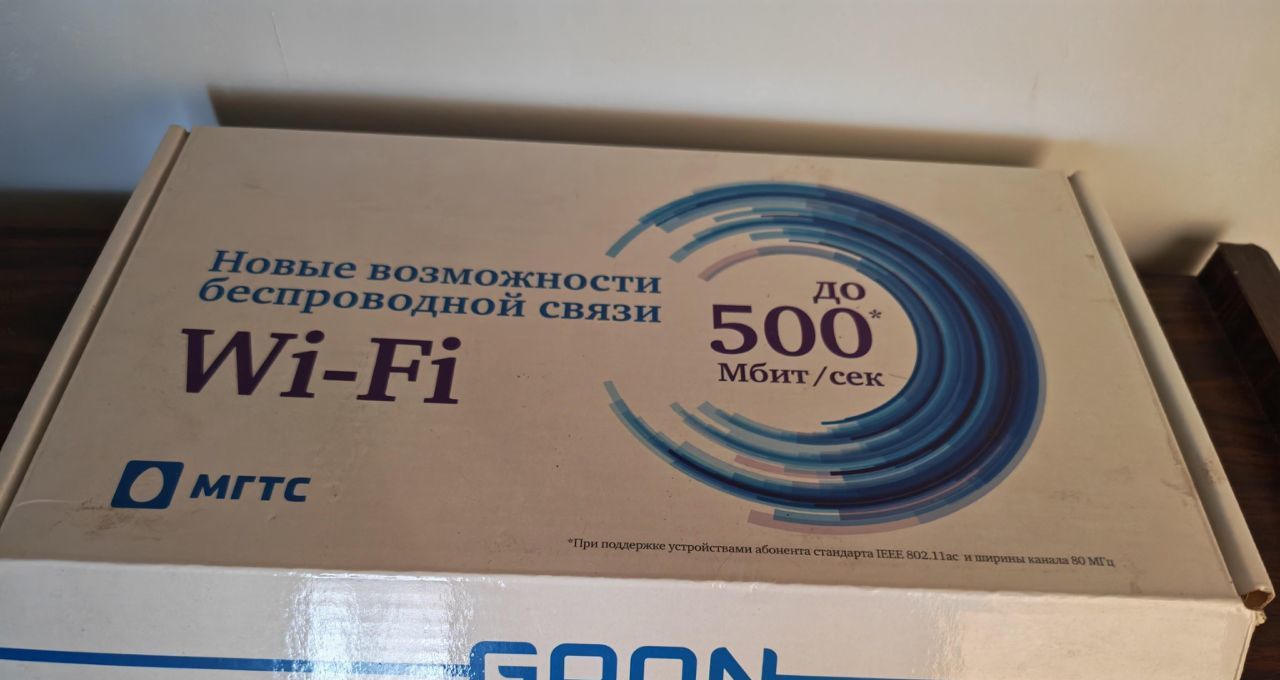 Новые возможности
беспроводной связи
Wi-Fi
до
500*
Мбит/сек
МГТС
*При поддержке устройствами абонента стандарта IEEE 802.11ac и ширины канала 80 МГц